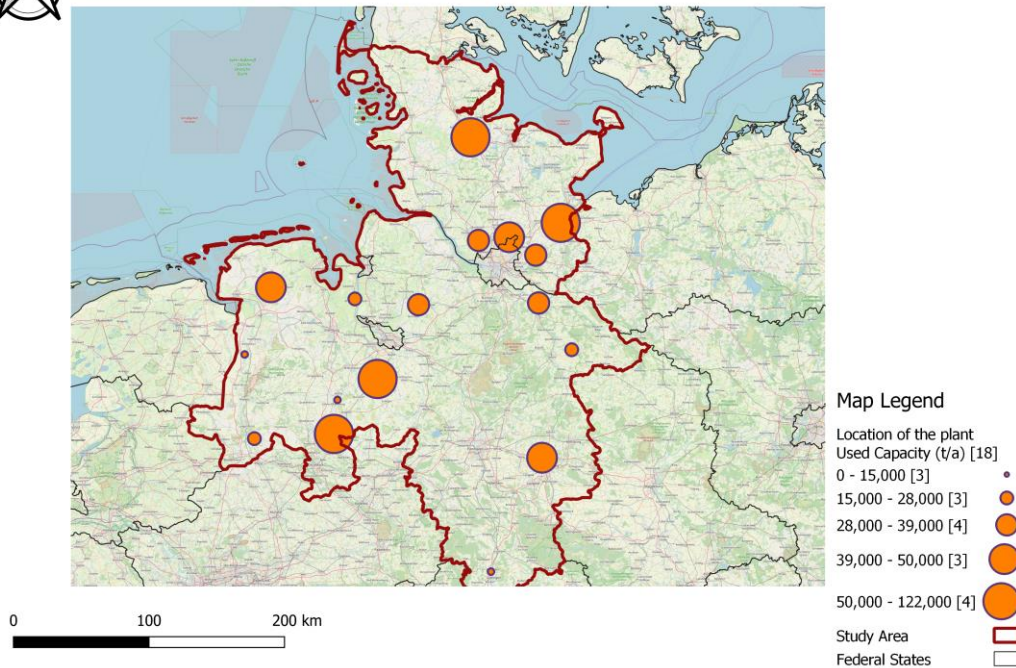 Map Legend
Location of the plant
Used Capacity (t/a) [18]
0 - 15,000 [3]
15,000 - 28,000 [3]
28,000 - 39,000 [4]
39,000 - 50,000 [3]
50,000 - 122,000 [4]
Study Area
Federal States
0 100 200 km